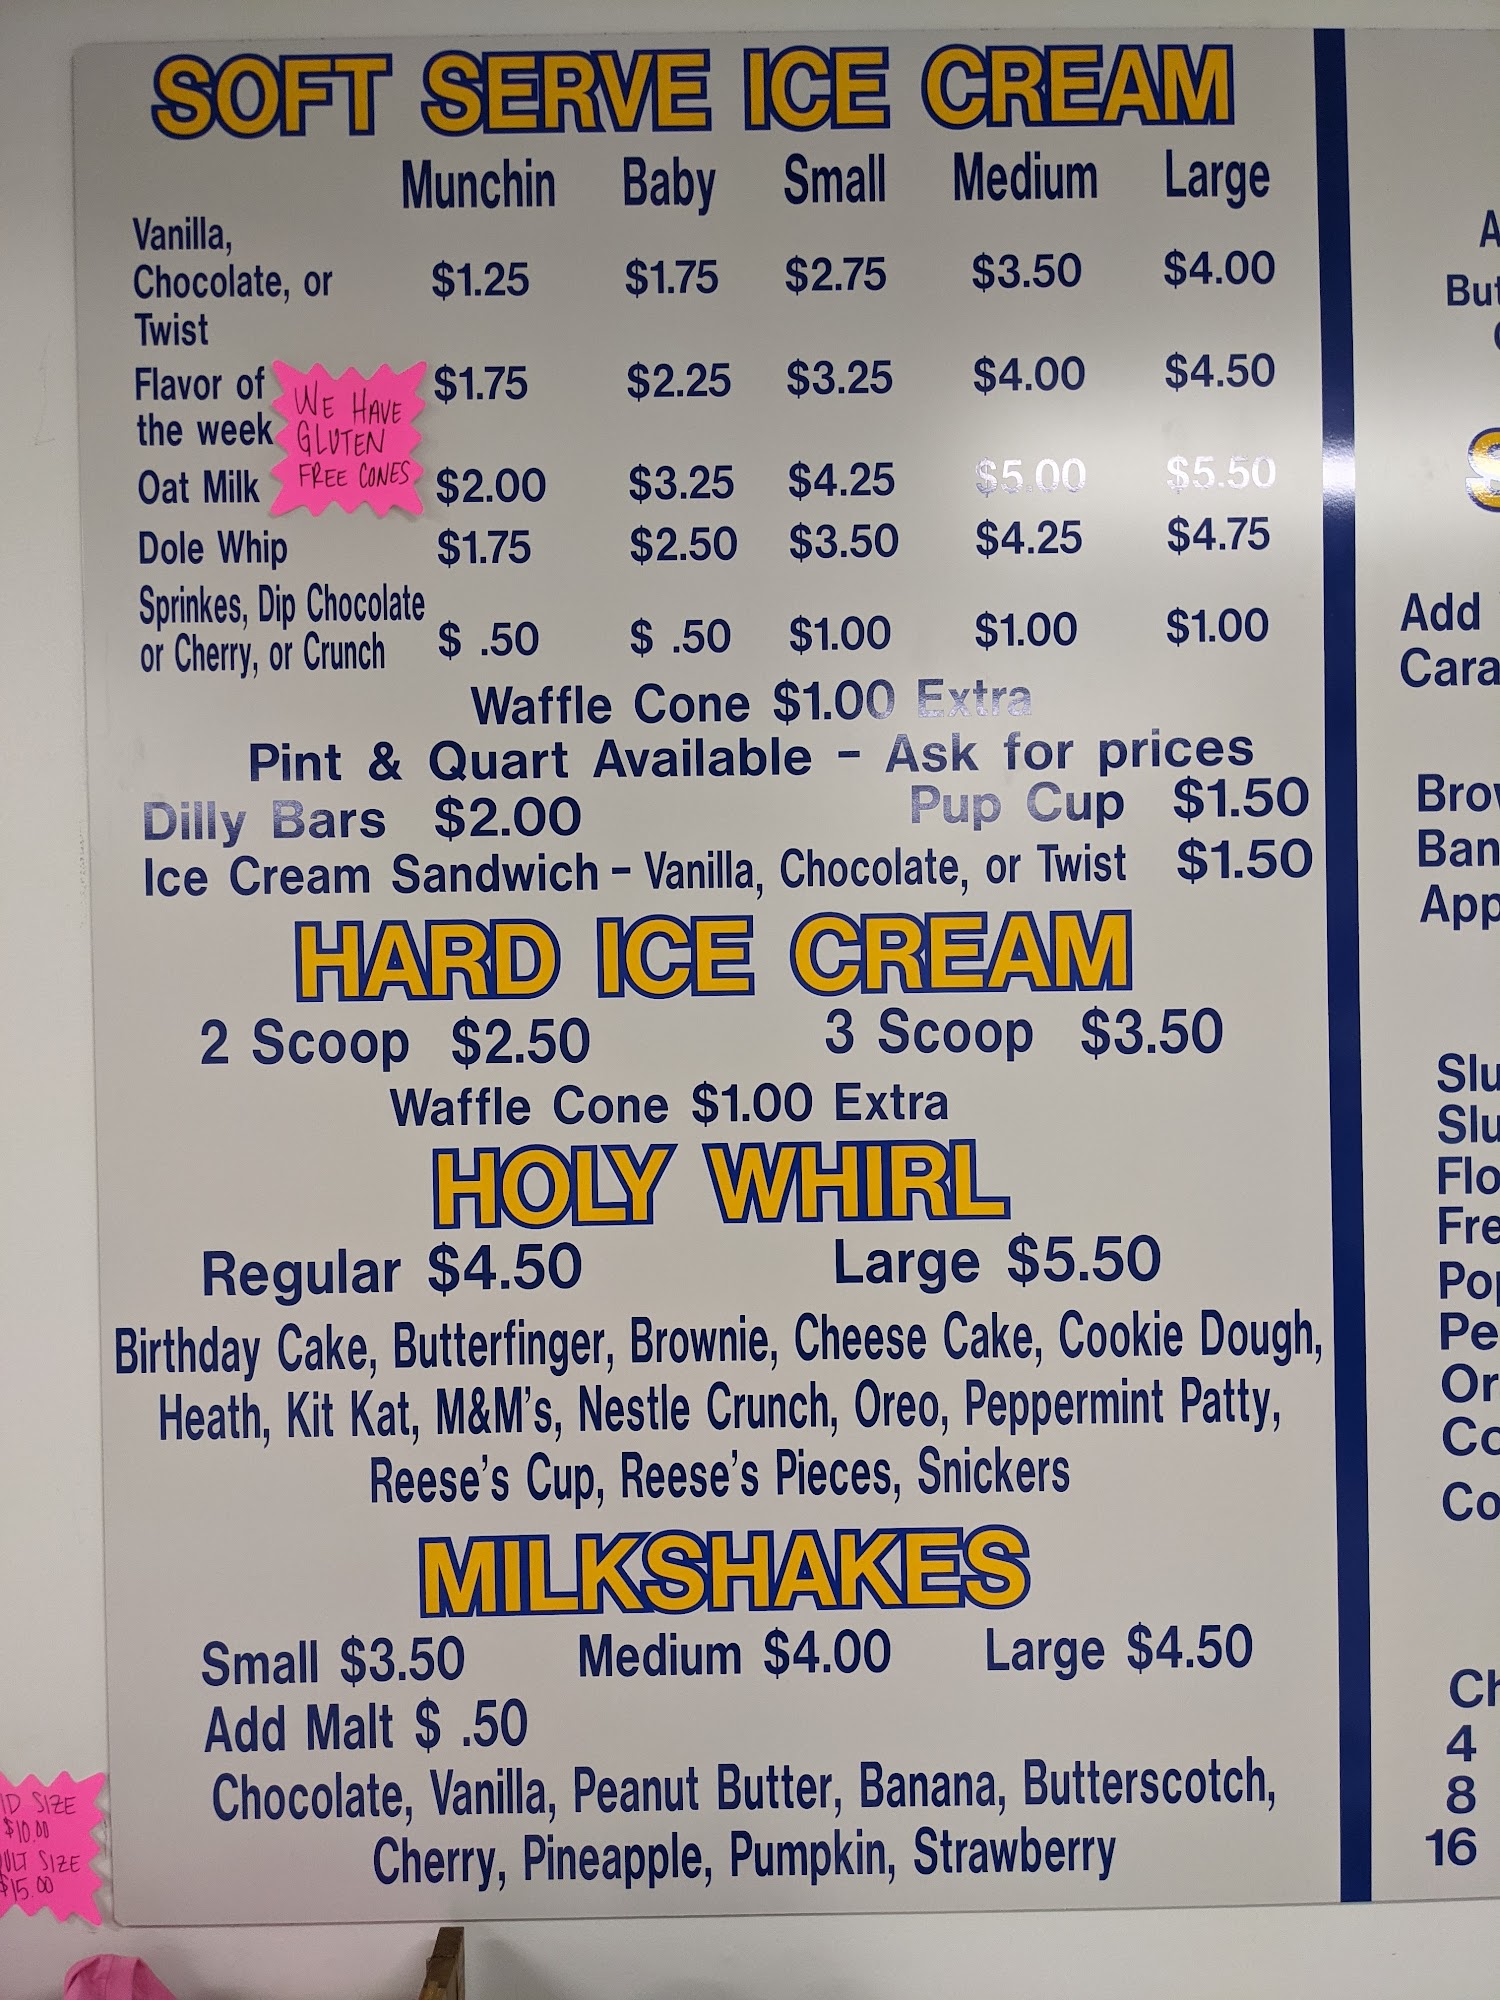 SOFT SERVE ICE CREAM
Munchin Baby Small Medium Large
Vanilla,
Chocolate, or $1.25 $1.75 $2.75 $3.50 $4.00
Twist
Flavor of $1.75 $2.25 $3.25 $4.00 $4.50
the week
WE HAVE
GLUTEN
FREE CONES
Oat Milk $2.00 $3.25 $4.25 $5.00 $5.50
Dole Whip $1.75 $2.50 $3.50 $4.25 $4.75
Sprinkes, Dip Chocolate
or Cherry, or Crunch $ .50 $ .50 $1.00 $1.00 $1.00
Waffle Cone $1.00 Extra
Pint & Quart Available - Ask for prices
Dilly Bars $2.00 Pup Cup $1.50
Ice Cream Sandwich - Vanilla, Chocolate, or Twist $1.50
HARD ICE CREAM
2 Scoop $2.50 3 Scoop $3.50
Waffle Cone $1.00 Extra
HOLY WHIRL
Regular $4.50 Large $5.50
Birthday Cake, Butterfinger, Brownie, Cheese Cake, Cookie Dough,
Heath, Kit Kat, M&M's, Nestle Crunch, Oreo, Peppermint Patty,
Reese's Cup, Reese's Pieces, Snickers
MILKSHAKES
Small $3.50 Medium $4.00 Large $4.50
Add Malt $ .50
Chocolate, Vanilla, Peanut Butter, Banana, Butterscotch,
Cherry, Pineapple, Pumpkin, Strawberry
SIZE
$10.00
SIZE
$15.00
Add
4
8
16